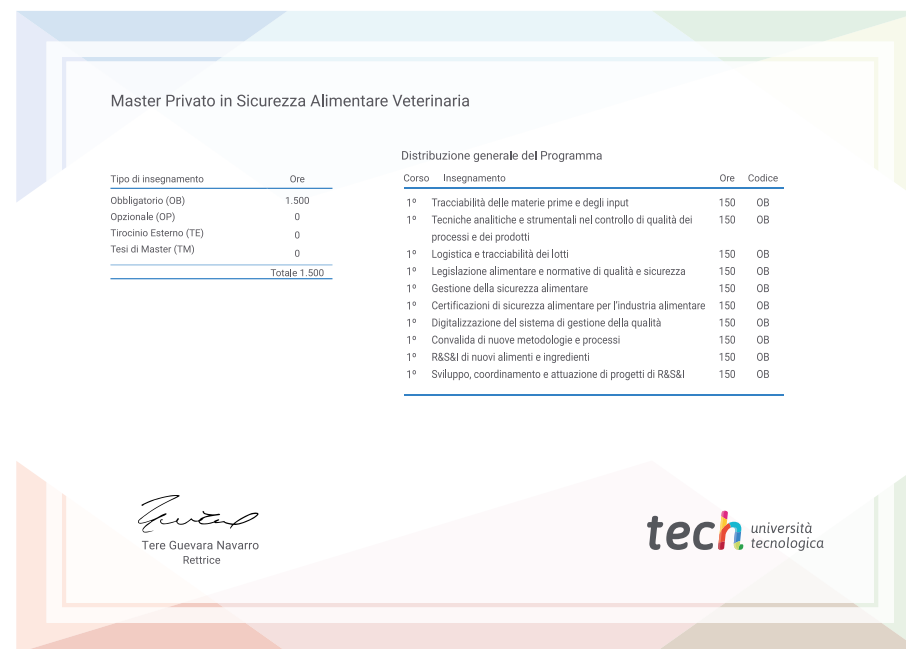 Master Privato in Sicurezza Alimentare Veterinaria
Tipo di insegnamento Ore
Obbligatorio (OB) 1.500
Opzionale (OP) 0
Tirocinio Esterno (TE) 0
Tesi di Master (TM) 0
Totale 1.500
Distribuzione generale del Programma
Corso Insegnamento Ore Codice
1º Tracciabilità delle materie prime e degli input 150 OB
1º Tecniche analitiche e strumentali nel controllo di qualità dei 150 OB
processi e dei prodotti
1º Logistica e tracciabilità dei lotti 150 OB
1º Legislazione alimentare e normative di qualità e sicurezza 150 OB
1º Gestione della sicurezza alimentare 150 OB
1º Certificazioni di sicurezza alimentare per l'industria alimentare 150 OB
1º Digitalizzazione del sistema di gestione della qualità 150 OB
1º Convalida di nuove metodologie e processi 150 OB
1º R&S&I di nuovi alimenti e ingredienti 150 OB
1º Sviluppo, coordinamento e attuazione di progetti di R&S&I 150 OB
Tere Guevara Navarro
Rettrice
tech università
tecnologica